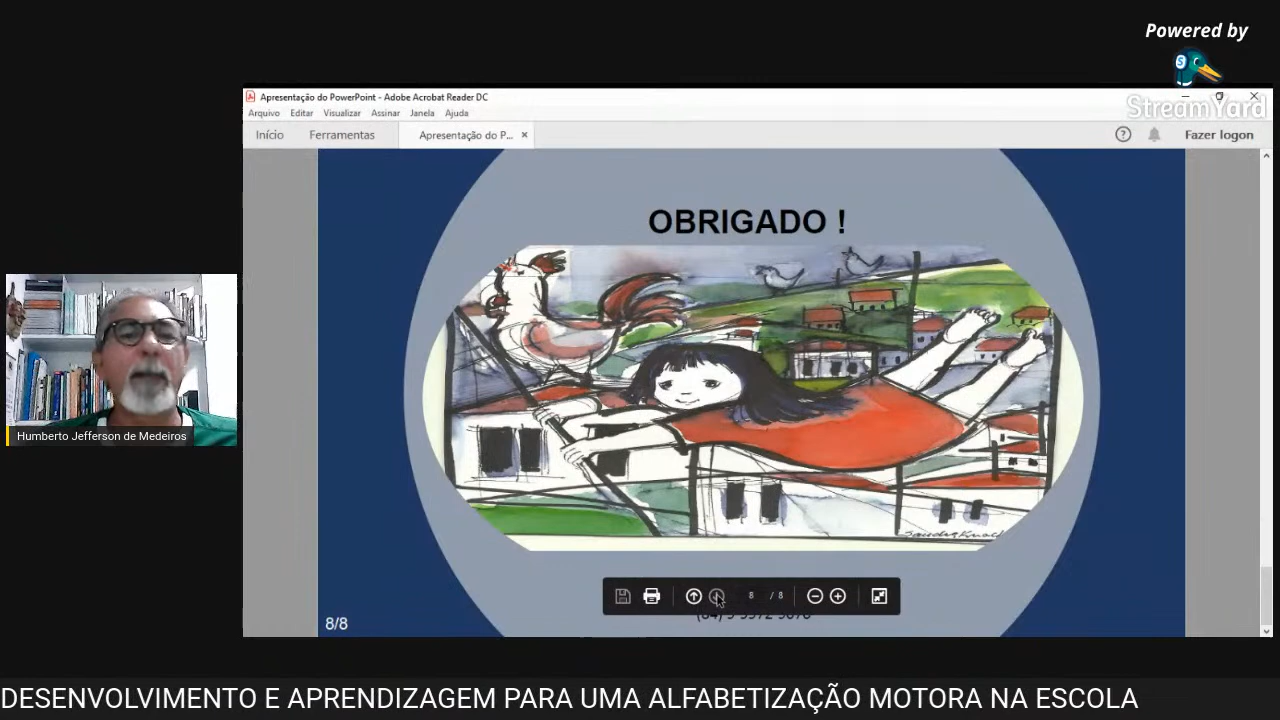 Powered by
StreamYard
Apresentação do PowerPoint - Adobe Acrobat Reader DC
Arquivo Editar Visualizar Assinar Janela Ajuda
Início Ferramentas Apresentação do P... × Fazer logon
OBRIGADO !
Humberto Jefferson de Medeiros
8 / 8
8/8
DESENVOLVIMENTO E APRENDIZAGEM PARA UMA ALFABETIZAÇÃO MOTORA NA ESCOLA